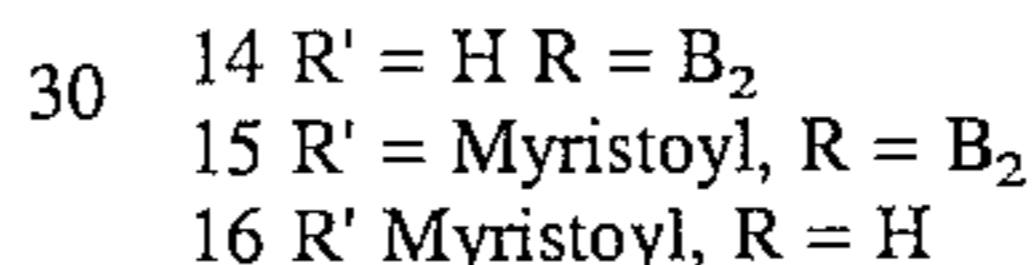 14 R' = H R = B₂
30
15 R' = Myristoyl, R = B₂
16 R' Myristoyl, R = H